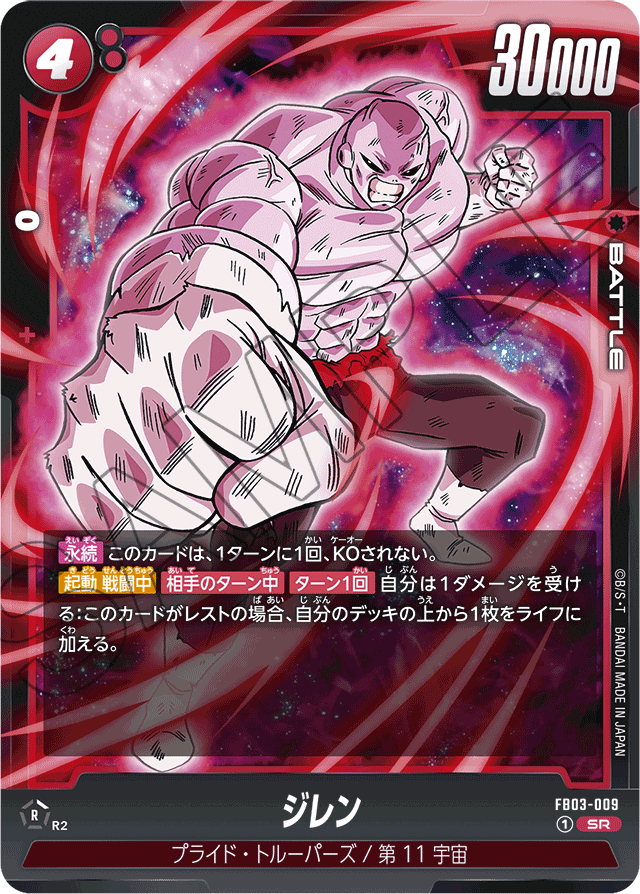 4
8
30000
0
+
BATTLE
SAMPLE
永続 このカードは、1ターンに1回、KOされない。
起動 戦闘中 相手のターン中 ターン1回 自分は1ダメージを受け
る:このカードがレストの場合、自分のデッキの上から1枚をライフに
加える。
©B/S・T BANDAI MADE IN JAPAN
ジレン
FB03-009
R
R2
1 SR
プライド・トルーパーズ / 第 11 宇宙